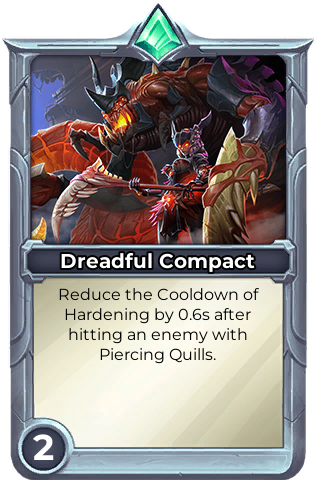 Dreadful Compact
Reduce the Cooldown of
Hardening by 0.6s after
hitting an enemy with
Piercing Quills.
2